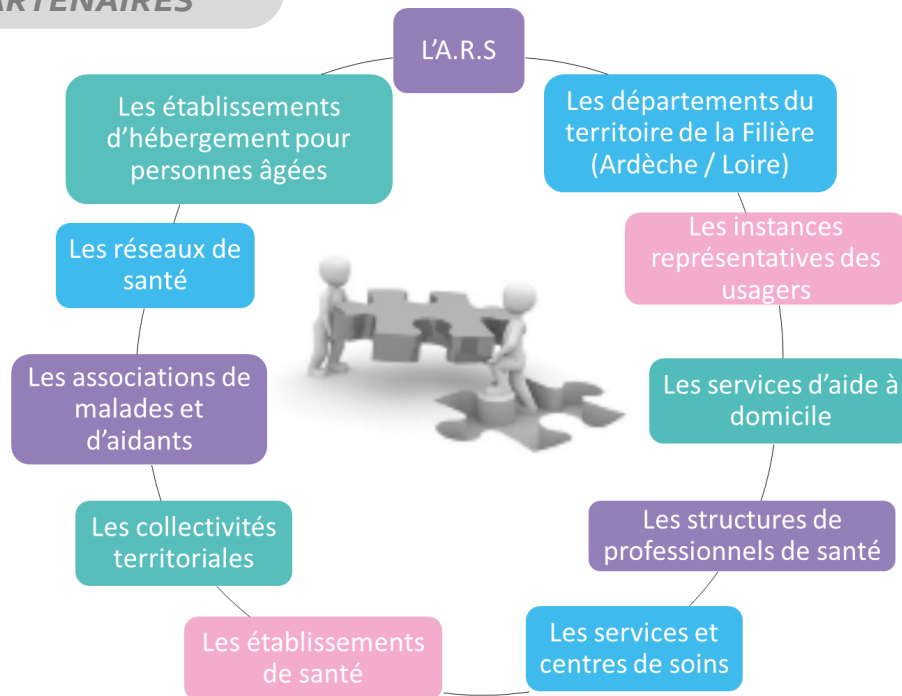 ARTENAIRES
L'A.R.S
Les départements du
territoire de la Filière
(Ardèche / Loire)
Les instances
représentatives des
usagers
Les services d'aide à
domicile
Les structures de
professionnels de santé
Les services et
centres de soins
Les établissements
de santé
Les collectivités
territoriales
Les associations de
malades et
d'aidants
Les réseaux de
santé
Les établissements
d'hébergement pour
personnes âgées